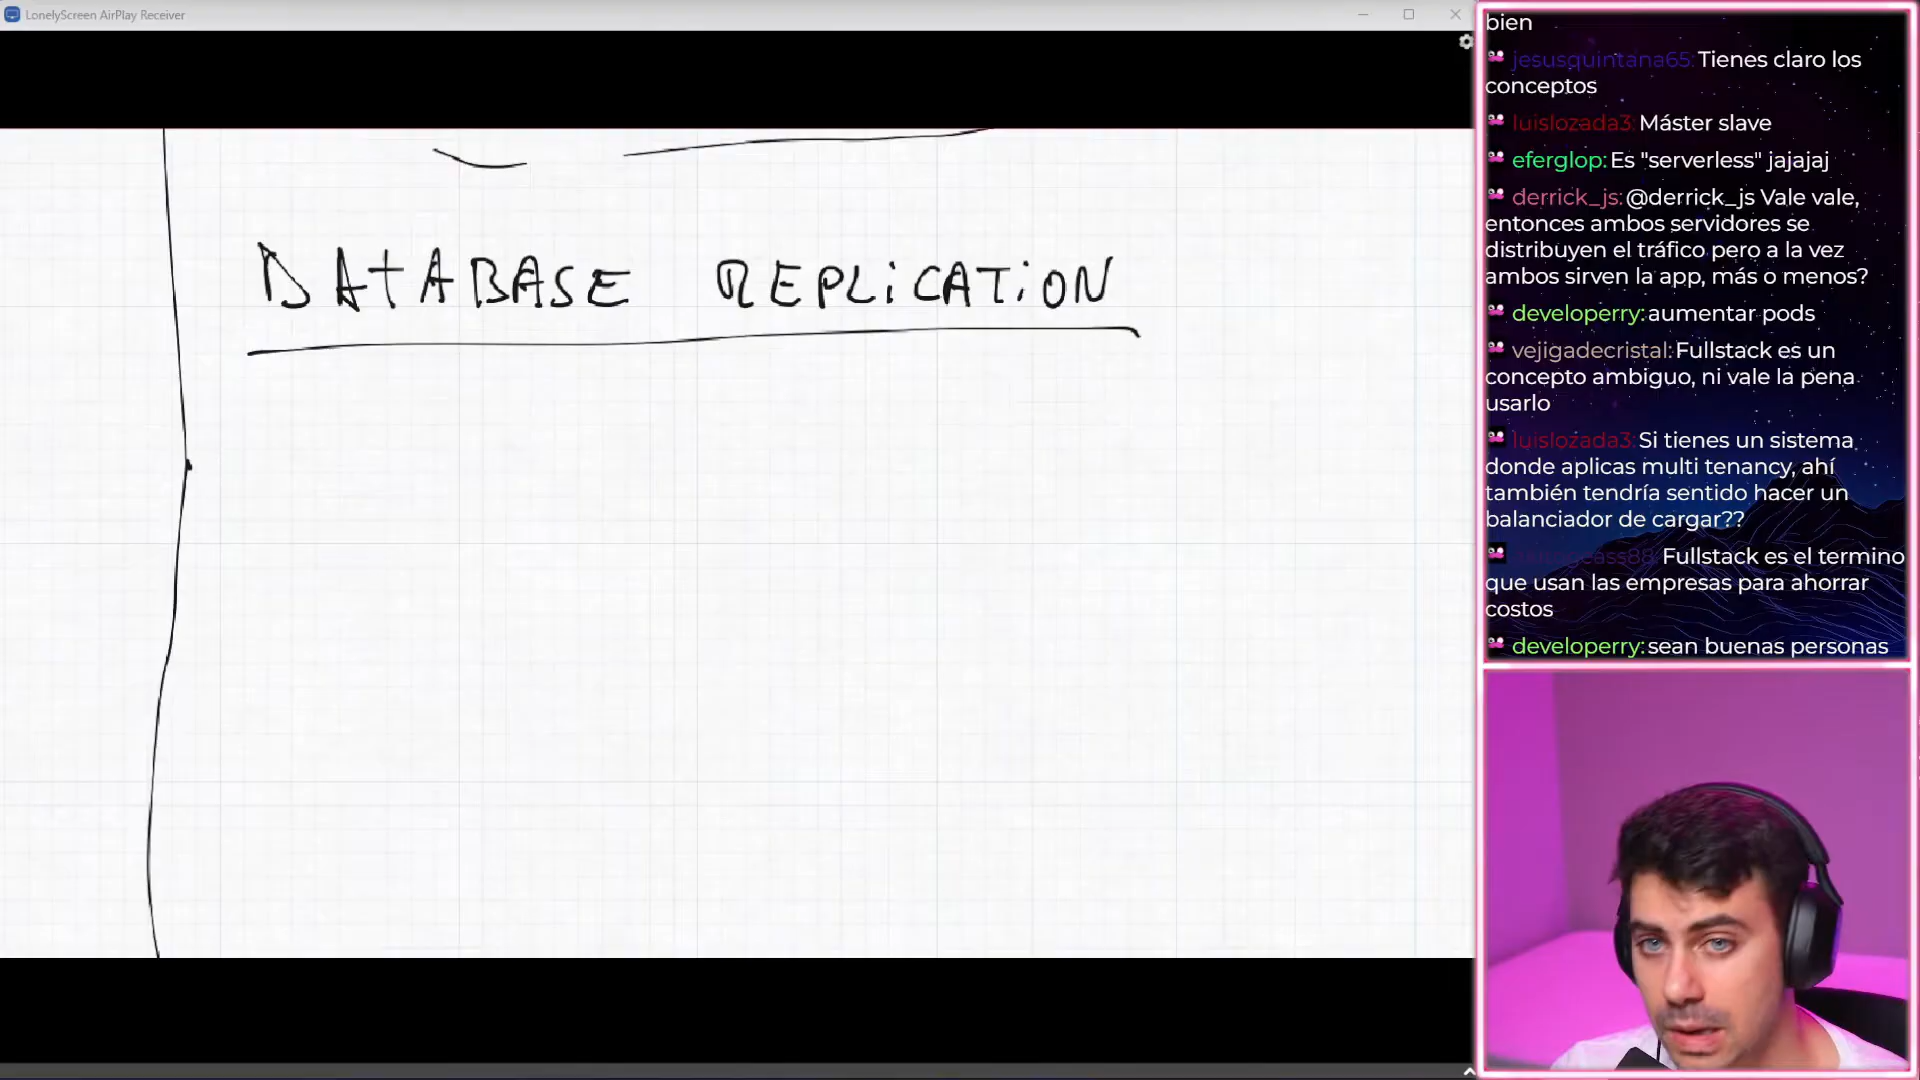 LonelyScreen AirPlay Receiver
DATABASE REPLICATION
bien
jesusquintana65: Tienes claro los
conceptos
luislozada3: Máster slave
eferglop: Es "serverless" jajajaj
derrick_js: @derrick_js Vale vale,
entonces ambos servidores se
distribuyen el tráfico pero a la vez
ambos sirven la app, más o menos?
developerry: aumentar pods
vejigadecristal: Fullstack es un
concepto ambiguo, ni vale la pena
usarlo
luislozada3: Si tienes un sistema
donde aplicas multi tenancy, ahí
también tendría sentido hacer un
balanciador de cargar??
Fullstack es el termino
que usan las empresas para ahorrar
costos
developerry: sean buenas personas